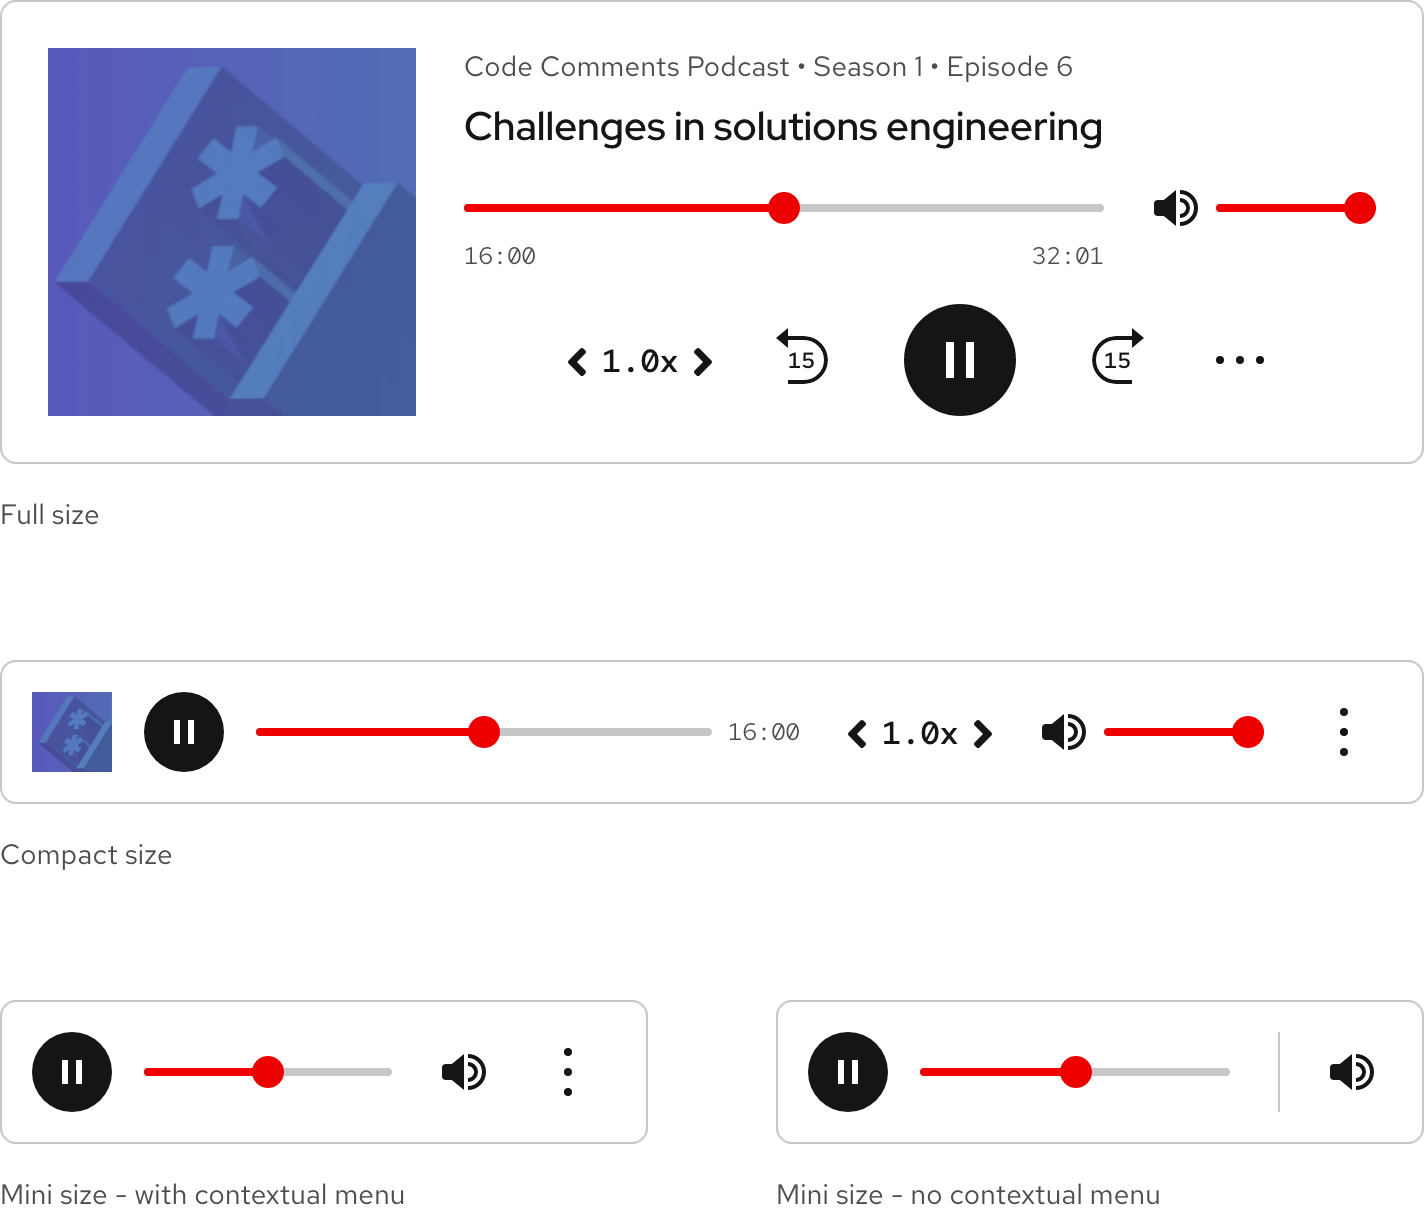 Code Comments Podcast • Season 1 • Episode 6
Challenges in solutions engineering
16:00 32:01
1.0x 15 15
Full size
16:00 1.0x
Compact size
Mini size - with contextual menu
Mini size - no contextual menu